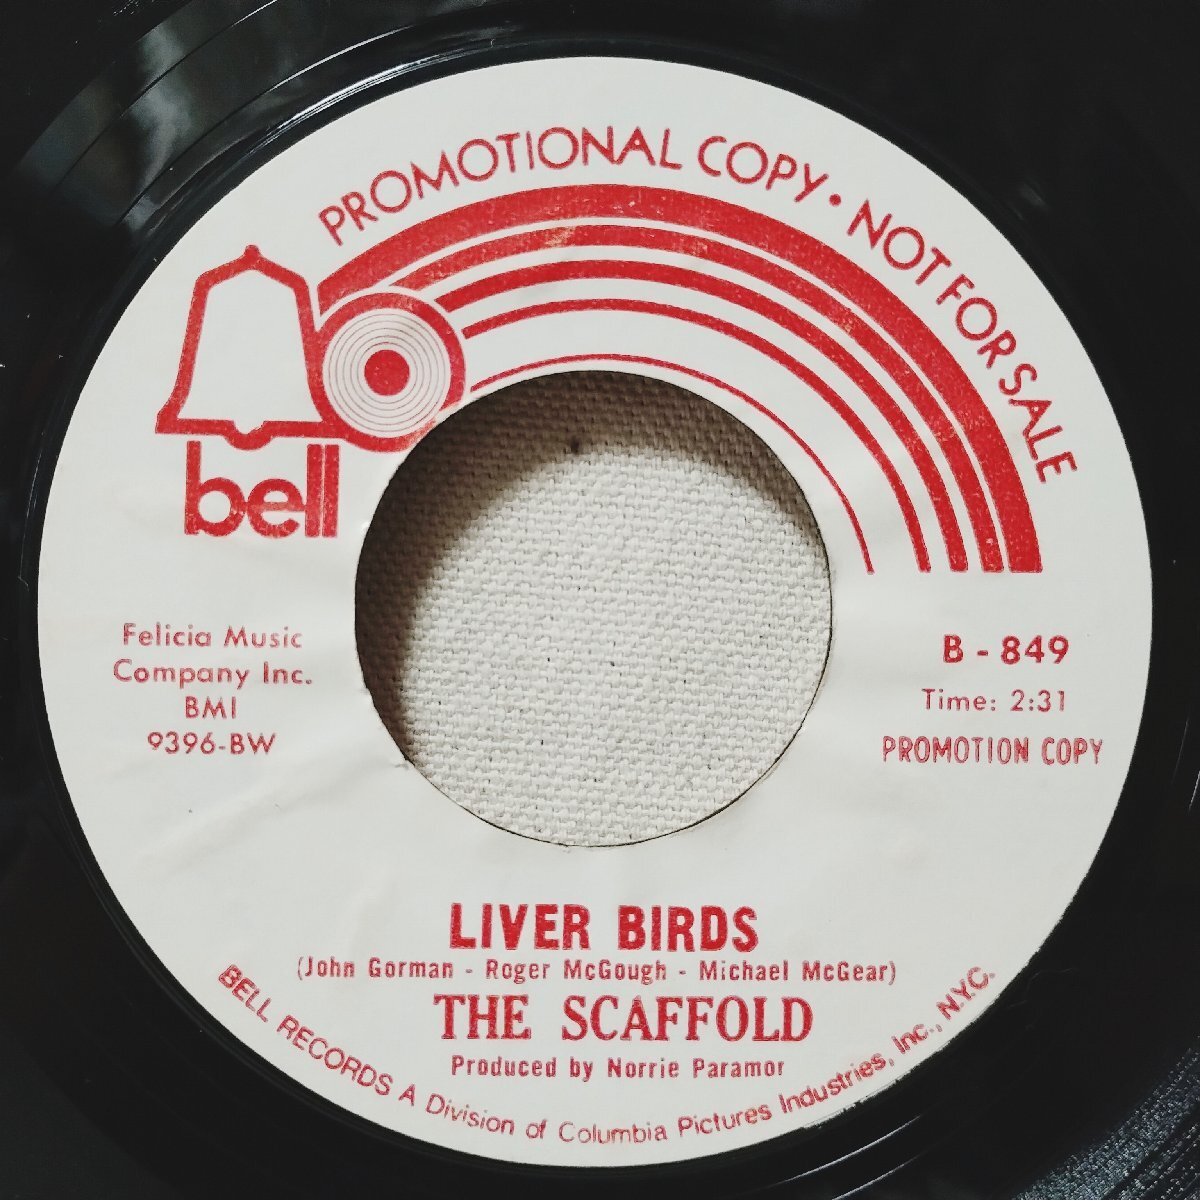 PROMOTIONAL COPY • NOT FOR SALE
bell
Felicia Music
Company Inc.
BMI
9396-BW
B - 849
Time: 2:31
PROMOTION COPY
LIVER BIRDS
(John Gorman - Roger McGough - Michael McGear)
THE SCAFFOLD
Produced by Norrie Paramor
BELL RECORDS A Division of Columbia Pictures Industries, Inc., N.Y.C.